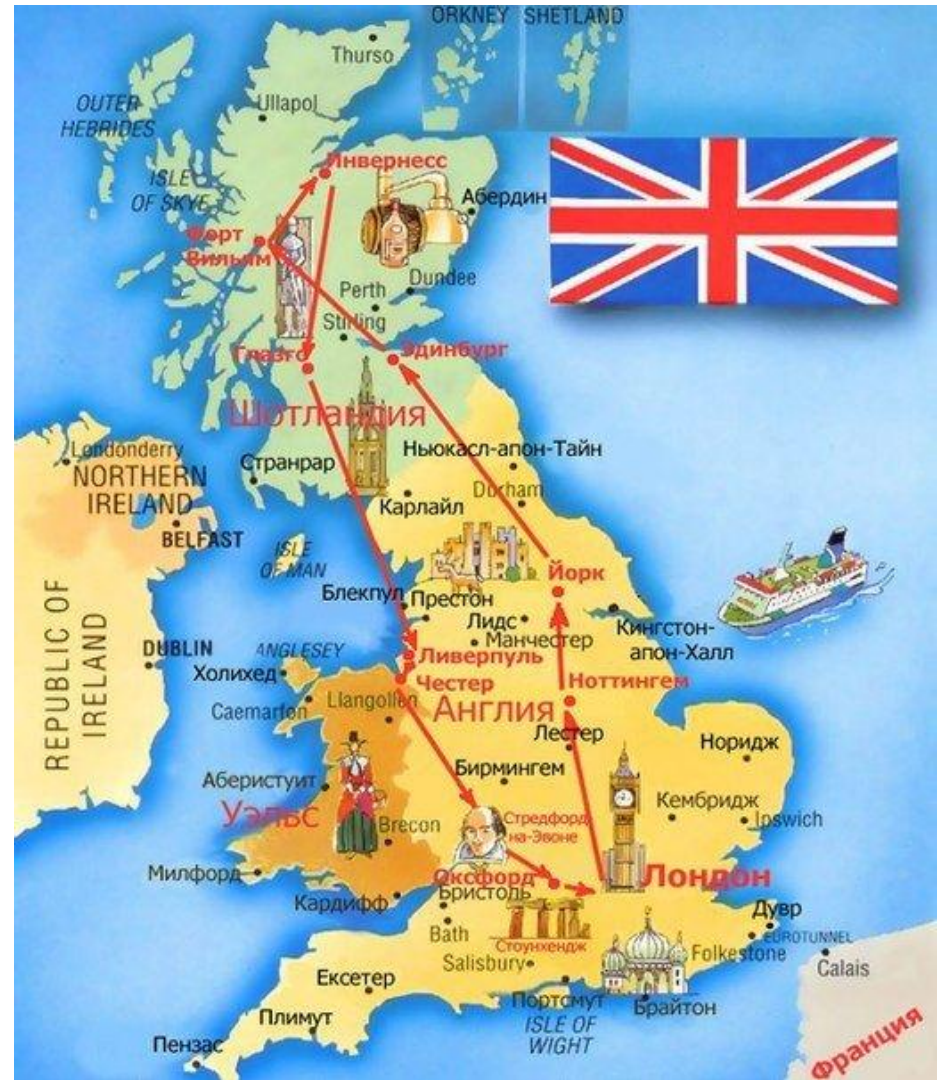 ORKNEY
SHETLAND
Thurso
OUTER
HEBRIDES
Ullapol
ISLE
OF SKYE
Инвернесс
Абердин
Форт
Вильям
Dundee
Perth
Stirling
Глазго
Эдинбург
Шотландия
Londonderry
NORTHERN
IRELAND
BELFAST
Странрар
Ньюкасл-апон-Тайн
Durham
Карлайл
ISLE
OF MAN
Йорк
Блекпул
Престон
Лидс
Манчестер
Кингстон-
апон-Халл
REPUBLIC OF
IRELAND
DUBLIN
ANGLESEY
Холихед
Ливерпуль
Честер
Ноттингем
Caernarfon
Llangollen
Англия
Лестер
Норидж
Бирмингем
Аберистуит
Уэльс
Кембридж
Ipswich
Стредфорд
на-Эвоне
Brecon
Милфорд
Оксфорд
Лондон
Кардифф
Бристоль
Дувр
Bath
Стоунхендж
EUROTUNNEL
Folkestone
Salisbury
Calais
Ексетер
Портсмут
Брайтон
ISLE OF
WIGHT
Плимут
Пензас
Франция